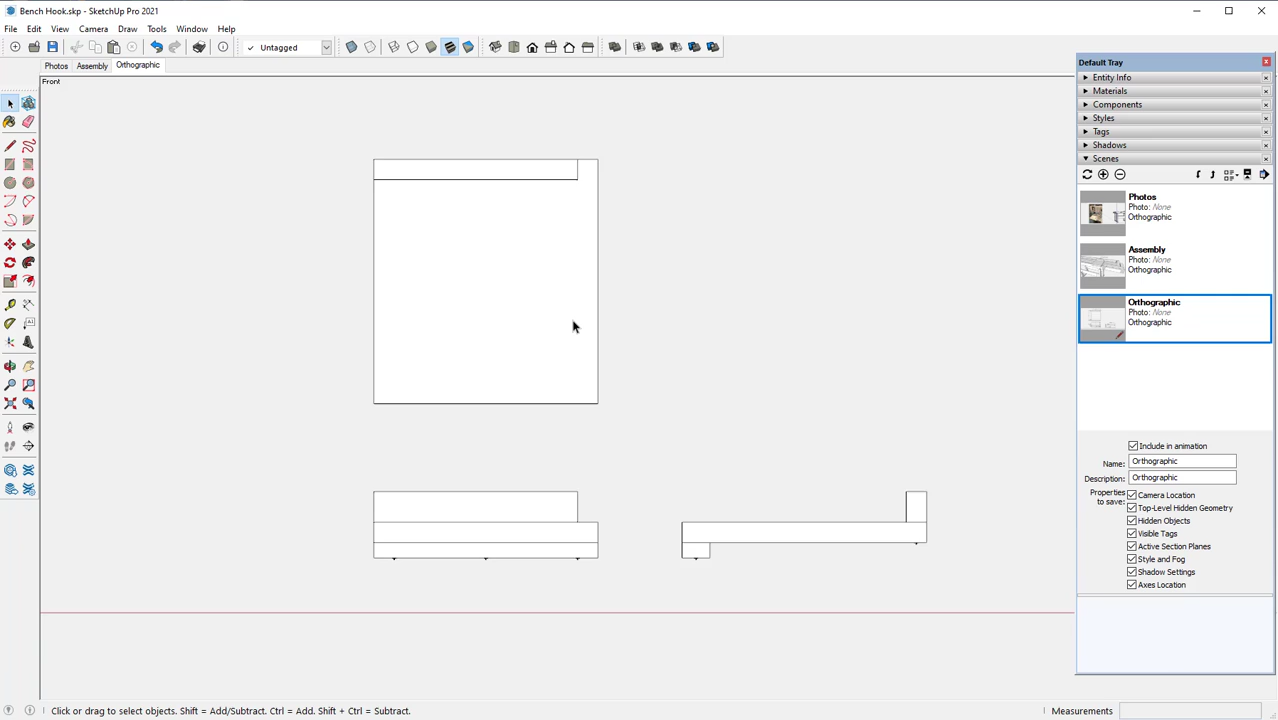 Bench Hook.skp - SketchUp Pro 2021
File Edit View Camera Draw Tools Window Help
Untagged
Photos Assembly Orthographic
Front
Default Tray
Entity Info
Materials
Components
Styles
Tags
Shadows
Scenes
Photos
Photo: None
Orthographic
Assembly
Photo: None
Orthographic
Orthographic
Photo: None
Orthographic
Include in animation
Name: Orthographic
Description: Orthographic
Properties to save:
Camera Location
Top-Level Hidden Geometry
Hidden Objects
Visible Tags
Active Section Planes
Style and Fog
Shadow Settings
Axes Location
Click or drag to select objects. Shift = Add/Subtract. Ctrl = Add. Shift + Ctrl = Subtract.
Measurements